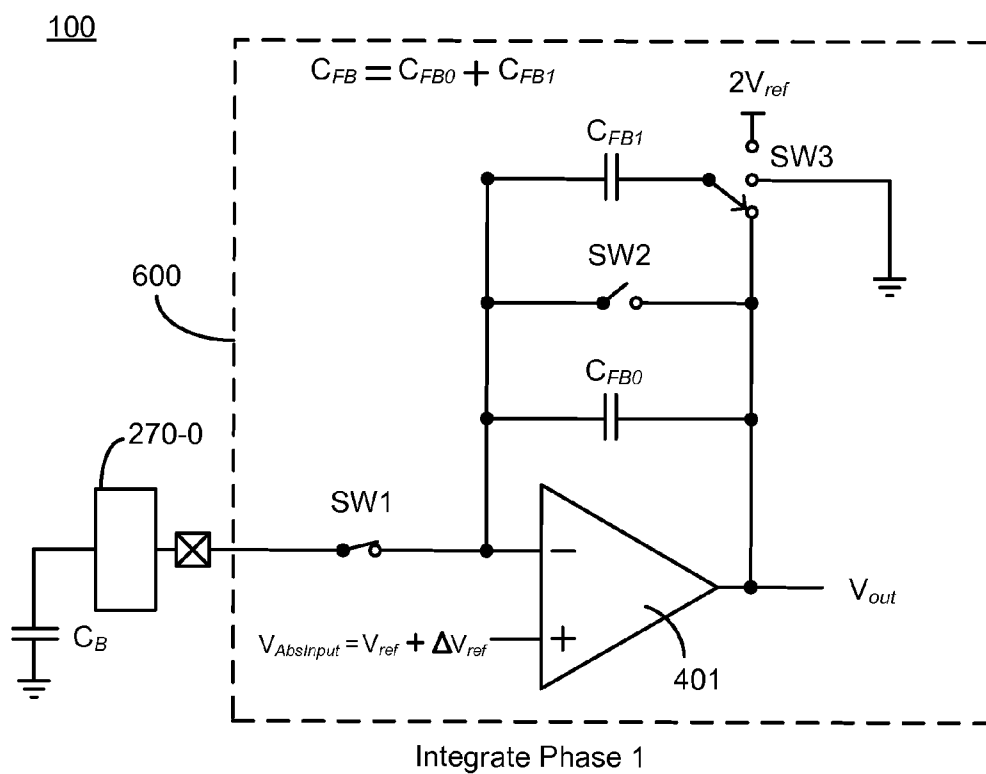 100
C_FB = C_FB0 + C_FB1
2V_ref
C_FB1
SW3
SW2
600
C_FB0
270-0
SW1
C_B
V_AbsInput = V_ref + ΔV_ref
V_out
401
Integrate Phase 1